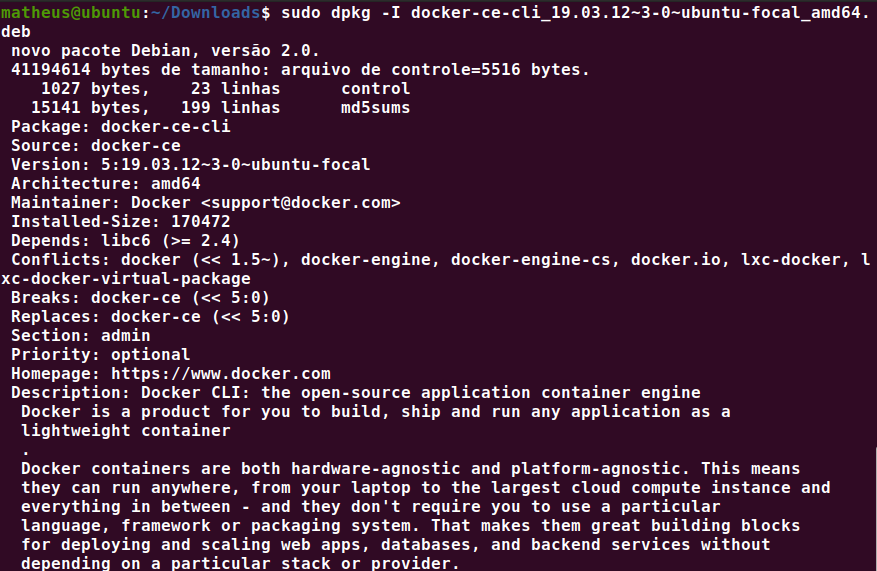 matheus@ubuntu:~/Downloads$ sudo dpkg -I docker-ce-cli_19.03.12~3-0~ubuntu-focal_amd64.
deb
 novo pacote Debian, versão 2.0.
 41194614 bytes de tamanho: arquivo de controle=5516 bytes.
    1027 bytes,    23 linhas      control
   15141 bytes,   199 linhas      md5sums
 Package: docker-ce-cli
 Source: docker-ce
 Version: 5:19.03.12~3-0~ubuntu-focal
 Architecture: amd64
 Maintainer: Docker <support@docker.com>
 Installed-Size: 170472
 Depends: libc6 (>= 2.4)
 Conflicts: docker (<< 1.5~), docker-engine, docker-engine-cs, docker.io, lxc-docker, l
xc-docker-virtual-package
 Breaks: docker-ce (<< 5:0)
 Replaces: docker-ce (<< 5:0)
 Section: admin
 Priority: optional
 Homepage: https://www.docker.com
 Description: Docker CLI: the open-source application container engine
  Docker is a product for you to build, ship and run any application as a
  lightweight container
  .
  Docker containers are both hardware-agnostic and platform-agnostic. This means
  they can run anywhere, from your laptop to the largest cloud compute instance and
  everything in between - and they don't require you to use a particular
  language, framework or packaging system. That makes them great building blocks
  for deploying and scaling web apps, databases, and backend services without
  depending on a particular stack or provider.